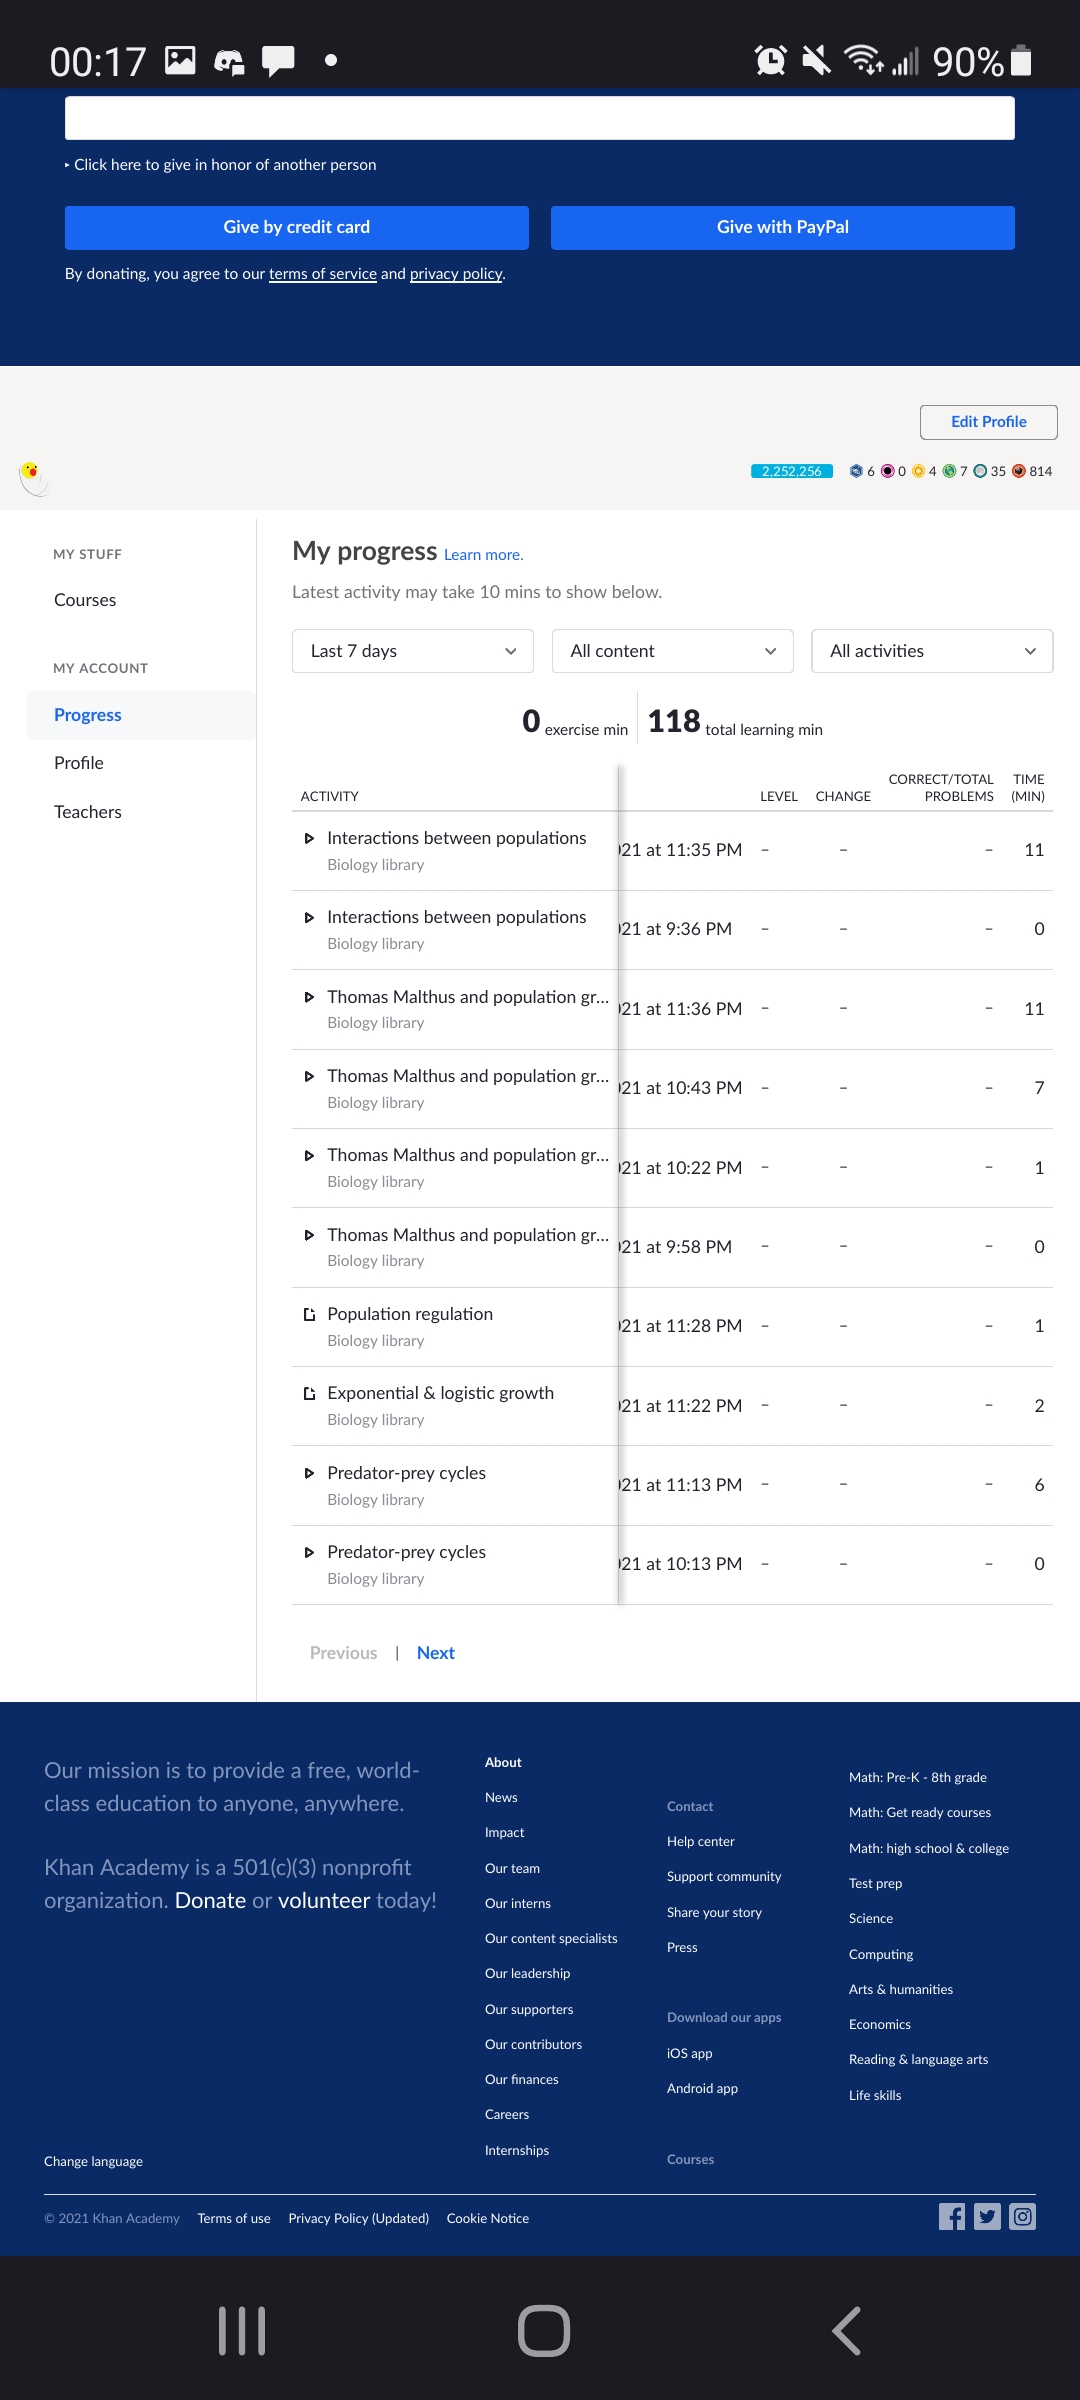 00:17
90%
‣ Click here to give in honor of another person
Give by credit card
Give with PayPal
By donating, you agree to our terms of service and privacy policy.
Edit Profile
2,252,256 6 0 4 7 35 814
MY STUFF
Courses
MY ACCOUNT
Progress
Profile
Teachers
My progress Learn more.
Latest activity may take 10 mins to show below.
Last 7 days
All content
All activities
0 exercise min
118 total learning min
ACTIVITY LEVEL CHANGE CORRECT/TOTAL PROBLEMS TIME (MIN)
Interactions between populations
Biology library
21 at 11:35 PM – – – 11
Interactions between populations
Biology library
21 at 9:36 PM – – – 0
Thomas Malthus and population gr...
Biology library
21 at 11:36 PM – – – 11
Thomas Malthus and population gr...
Biology library
21 at 10:43 PM – – – 7
Thomas Malthus and population gr...
Biology library
21 at 10:22 PM – – – 1
Thomas Malthus and population gr...
Biology library
21 at 9:58 PM – – – 0
Population regulation
Biology library
21 at 11:28 PM – – – 1
Exponential & logistic growth
Biology library
21 at 11:22 PM – – – 2
Predator-prey cycles
Biology library
21 at 11:13 PM – – – 6
Predator-prey cycles
Biology library
21 at 10:13 PM – – – 0
Previous | Next
Our mission is to provide a free, world-
class education to anyone, anywhere.
Khan Academy is a 501(c)(3) nonprofit
organization. Donate or volunteer today!
Change language
About
News
Impact
Our team
Our interns
Our content specialists
Our leadership
Our supporters
Our contributors
Our finances
Careers
Internships
Contact
Help center
Support community
Share your story
Press
Download our apps
iOS app
Android app
Courses
Math: Pre-K - 8th grade
Math: Get ready courses
Math: high school & college
Test prep
Science
Computing
Arts & humanities
Economics
Reading & language arts
Life skills
© 2021 Khan Academy Terms of use Privacy Policy (Updated) Cookie Notice